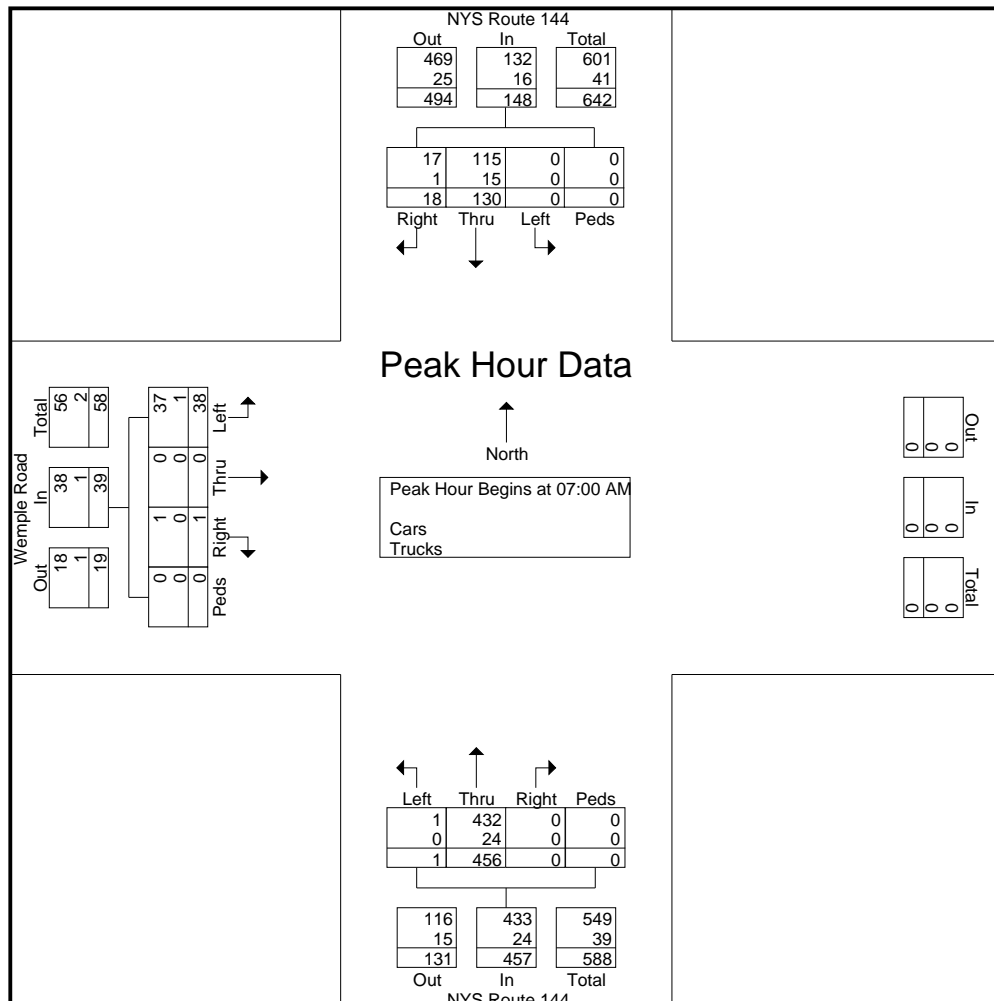 NYS Route 144
Out In Total
469 132 601
25 16 41
494 148 642
17 115 0 0
1 15 0 0
18 130 0 0
Right Thru Left Peds
Peak Hour Data
North
Peak Hour Begins at 07:00 AM
Cars
Trucks
Wemple Road
Out In Total
18 38 56
1 1 2
19 39 58
0 1 0 37
0 0 0 1
0 1 0 38
Peds Right Thru Left
Out In Total
0 0 0
0 0 0
0 0 0
Left Thru Right Peds
1 432 0 0
0 24 0 0
1 456 0 0
116 433 549
15 24 39
131 457 588
Out In Total
NYS Route 144